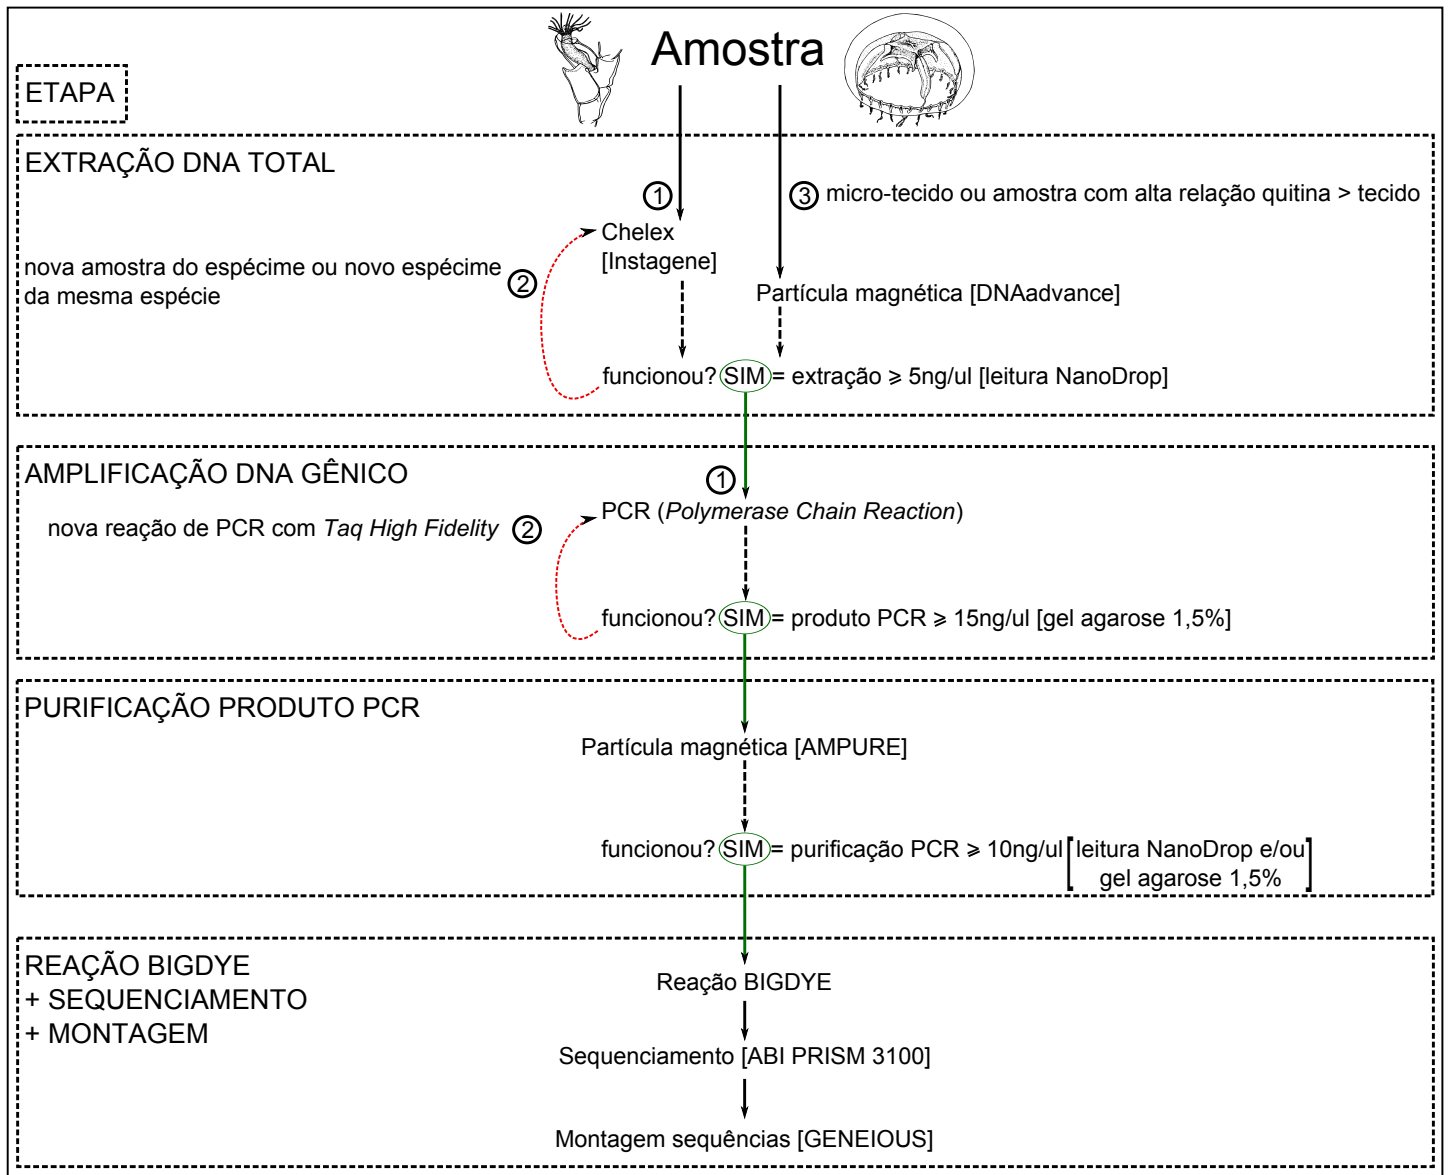 Amostra
ETAPA
EXTRAÇÃO DNA TOTAL
1
3 micro-tecido ou amostra com alta relação quitina > tecido
Chelex
[Instagene]
nova amostra do espécime ou novo espécime
da mesma espécie
2
Partícula magnética [DNAadvance]
funcionou? SIM = extração ⩾ 5ng/ul [leitura NanoDrop]
AMPLIFICAÇÃO DNA GÊNICO
1
PCR (Polymerase Chain Reaction)
nova reação de PCR com Taq High Fidelity 2
funcionou? SIM = produto PCR ⩾ 15ng/ul [gel agarose 1,5%]
PURIFICAÇÃO PRODUTO PCR
Partícula magnética [AMPURE]
funcionou? SIM = purificação PCR ⩾ 10ng/ul [leitura NanoDrop e/ou
gel agarose 1,5%]
REAÇÃO BIGDYE
+ SEQUENCIAMENTO
+ MONTAGEM
Reação BIGDYE
Sequenciamento [ABI PRISM 3100]
Montagem sequências [GENEIOUS]